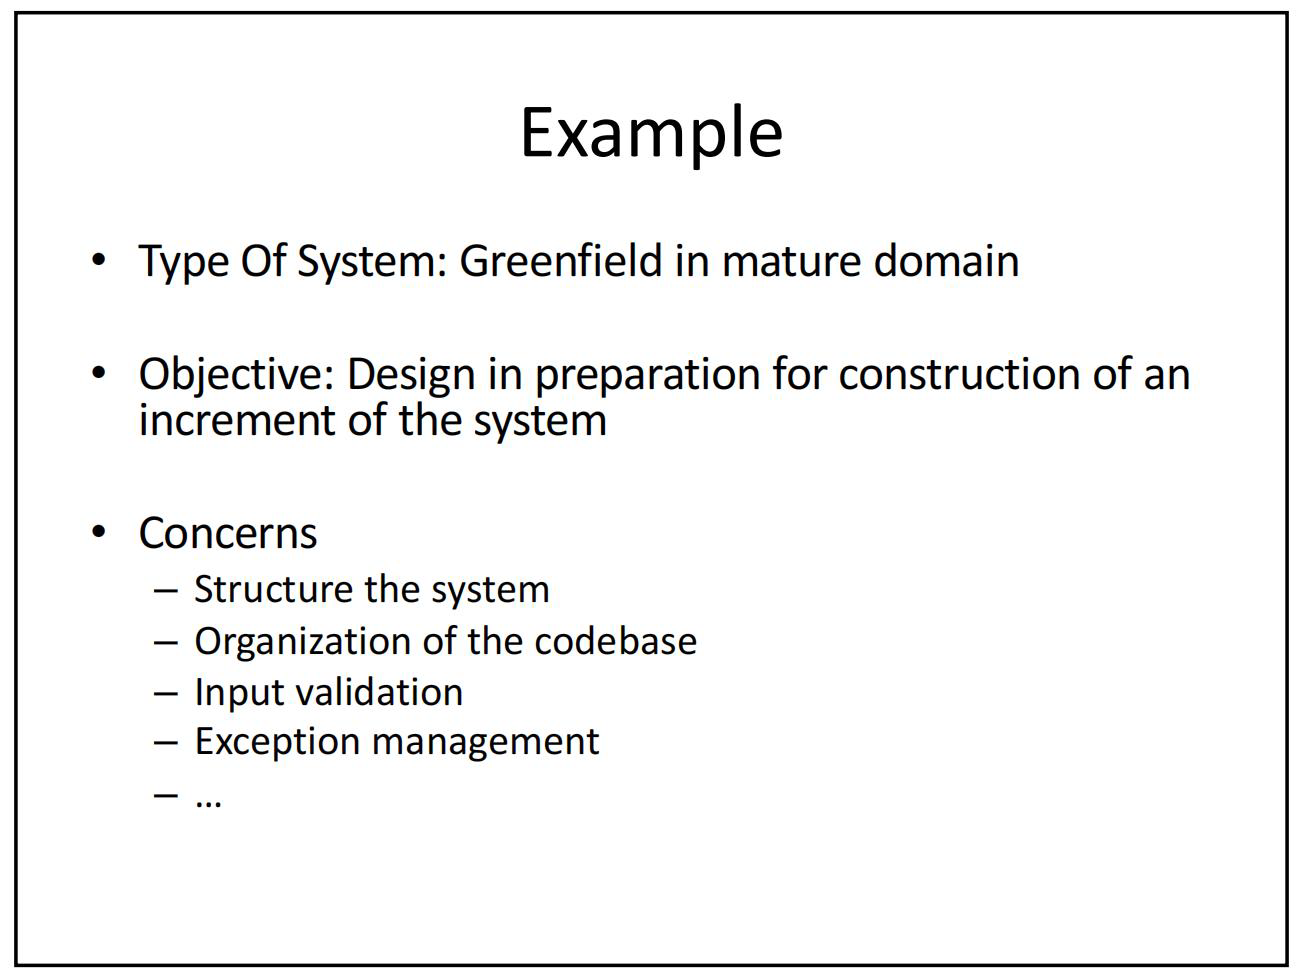 Example
• Type Of System: Greenfield in mature domain
• Objective: Design in preparation for construction of an
increment of the system
• Concerns
– Structure the system
– Organization of the codebase
– Input validation
– Exception management
– …